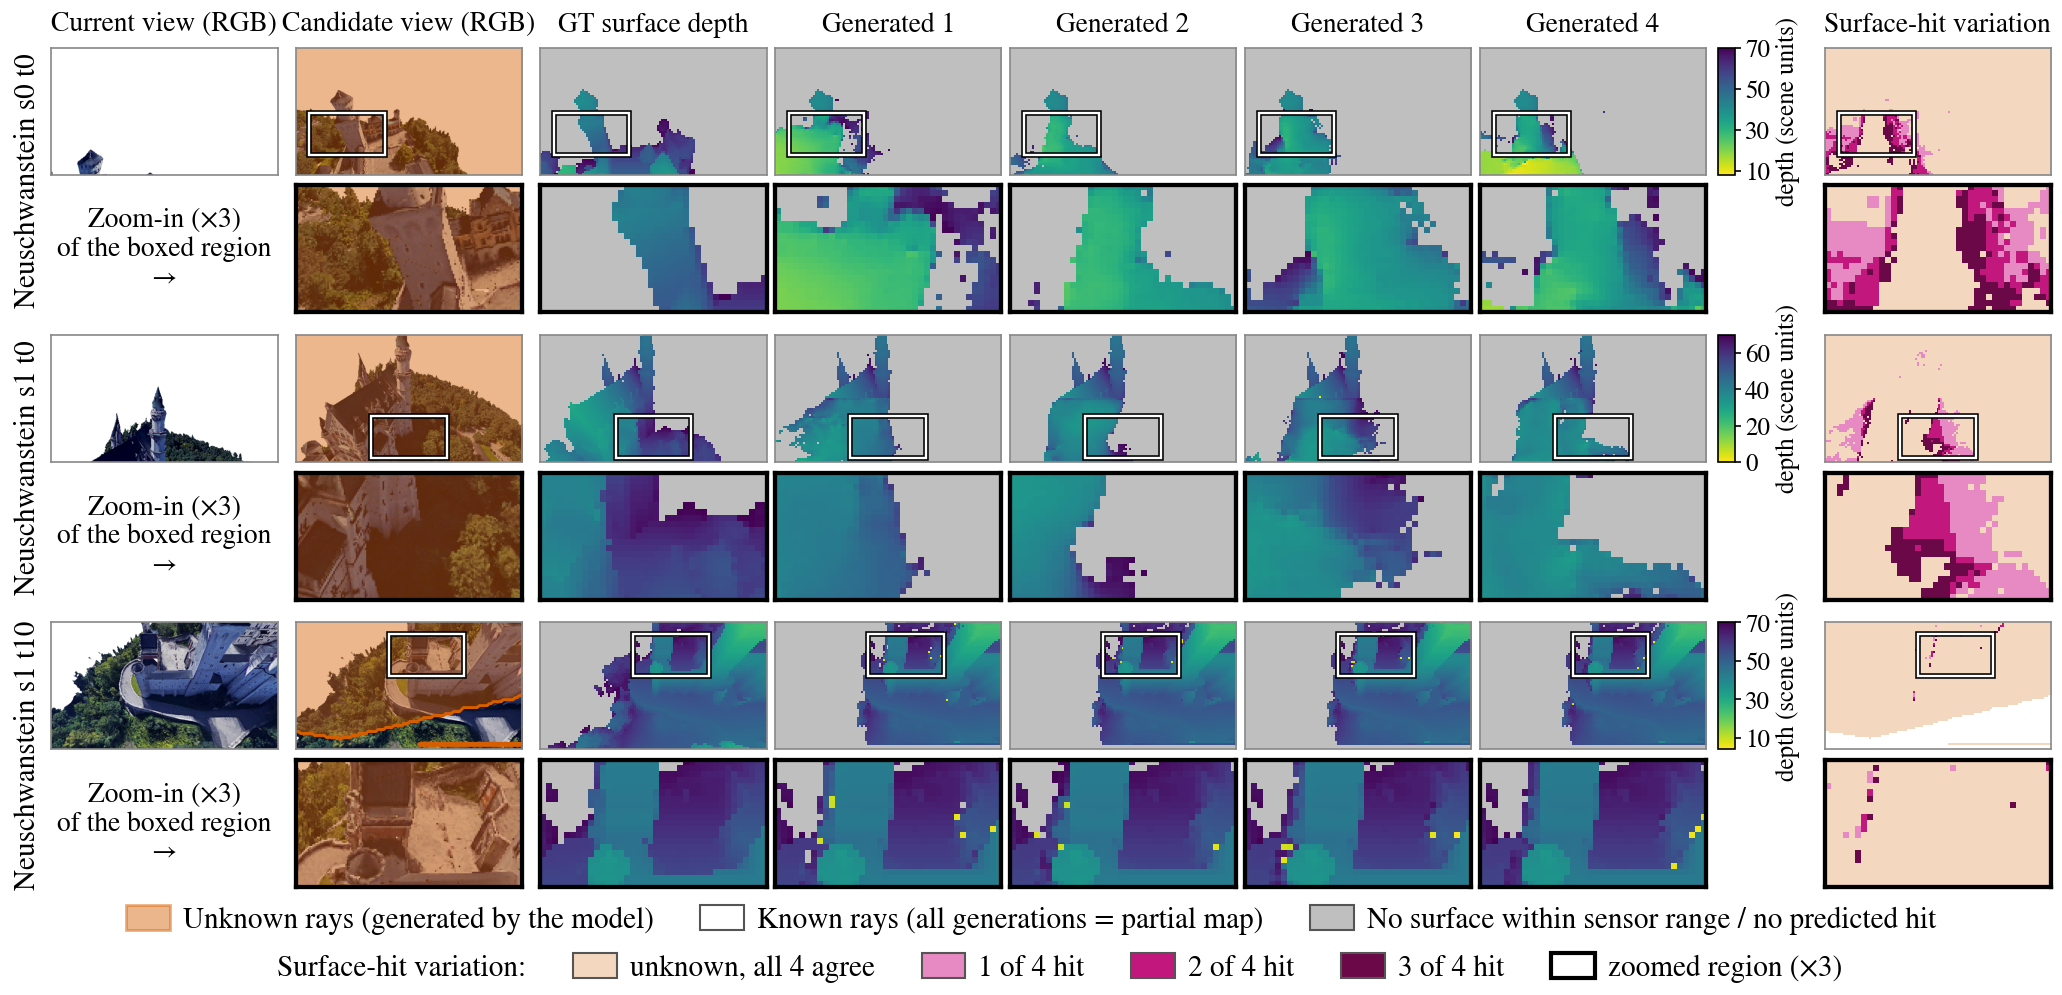 Current view (RGB) Candidate view (RGB) GT surface depth Generated 1 Generated 2 Generated 3 Generated 4 Surface-hit variation
Neuschwanstein s0 t0
70
50
30
10
depth (scene units)
Zoom-in (×3)
of the boxed region
→
Neuschwanstein s1 t0
60
40
20
0
depth (scene units)
Zoom-in (×3)
of the boxed region
→
Neuschwanstein s1 t10
70
50
30
10
depth (scene units)
Zoom-in (×3)
of the boxed region
→
Unknown rays (generated by the model) Known rays (all generations = partial map) No surface within sensor range / no predicted hit
Surface-hit variation: unknown, all 4 agree 1 of 4 hit 2 of 4 hit 3 of 4 hit zoomed region (×3)